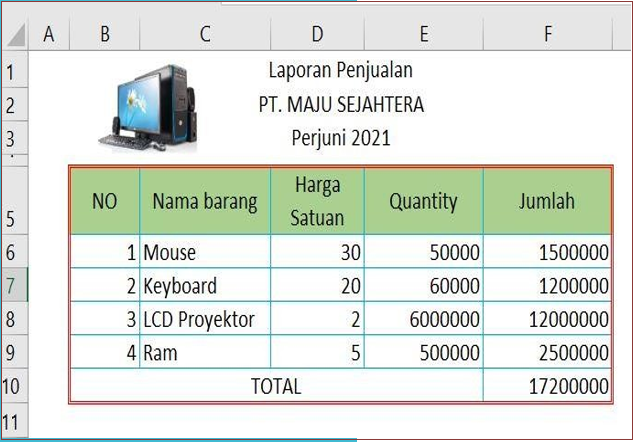 A B C D E F
1 Laporan Penjualan
2 PT. MAJU SEJAHTERA
3 Perjuni 2021
5 NO Nama barang Harga Satuan Quantity Jumlah
6 1 Mouse 30 50000 1500000
7 2 Keyboard 20 60000 1200000
8 3 LCD Proyektor 2 6000000 12000000
9 4 Ram 5 500000 2500000
10 TOTAL 17200000
11